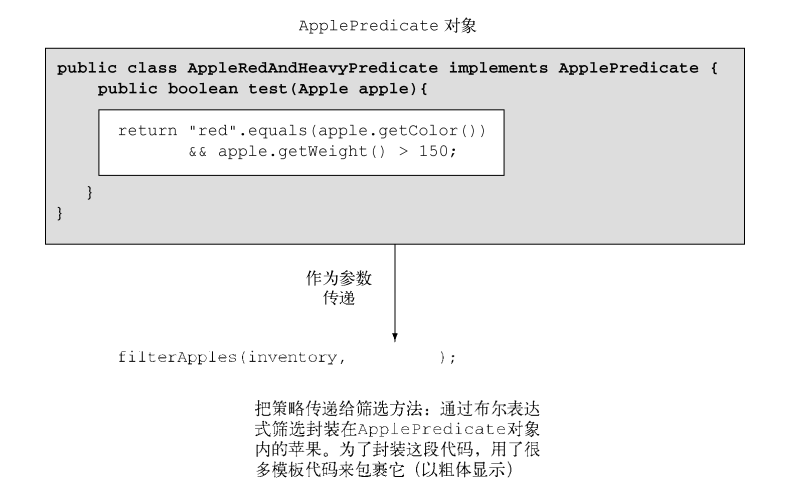 ApplePredicate 对象
public class AppleRedAndHeavyPredicate implements ApplePredicate {
public boolean test(Apple apple){
return "red".equals(apple.getColor())
&& apple.getWeight() > 150;
}
}
作为参数
传递
filterApples(inventory,          );
把策略传递给筛选方法：通过布尔表达
式筛选封装在ApplePredicate对象
内的苹果。为了封装这段代码，用了很
多模板代码来包裹它（以粗体显示）